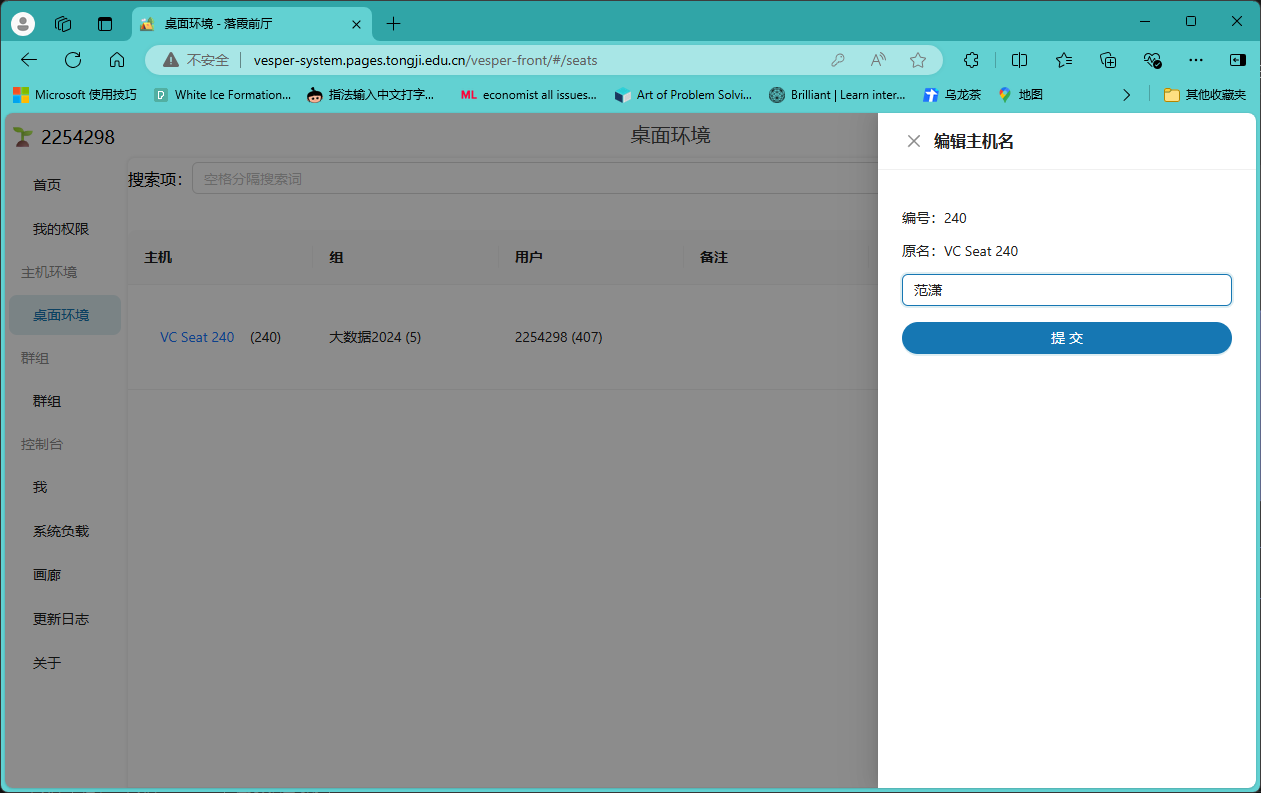 桌面环境 - 落霞前厅
不安全 vesper-system.pages.tongji.edu.cn/vesper-front/#/seats
Microsoft 使用技巧 White Ice Formation... 指法输入中文打字... ML economist all issues... Art of Problem Solvi... Brilliant | Learn inter... 乌龙茶 地图 其他收藏夹
2254298 桌面环境
首页
我的权限
主机环境
桌面环境
群组
群组
控制台
我
系统负载
画廊
更新日志
关于
搜索项: 空格分隔搜索词
主机 组 用户 备注
VC Seat 240 (240) 大数据2024 (5) 2254298 (407)
编辑主机名
编号：240
原名：VC Seat 240
范潇
提 交